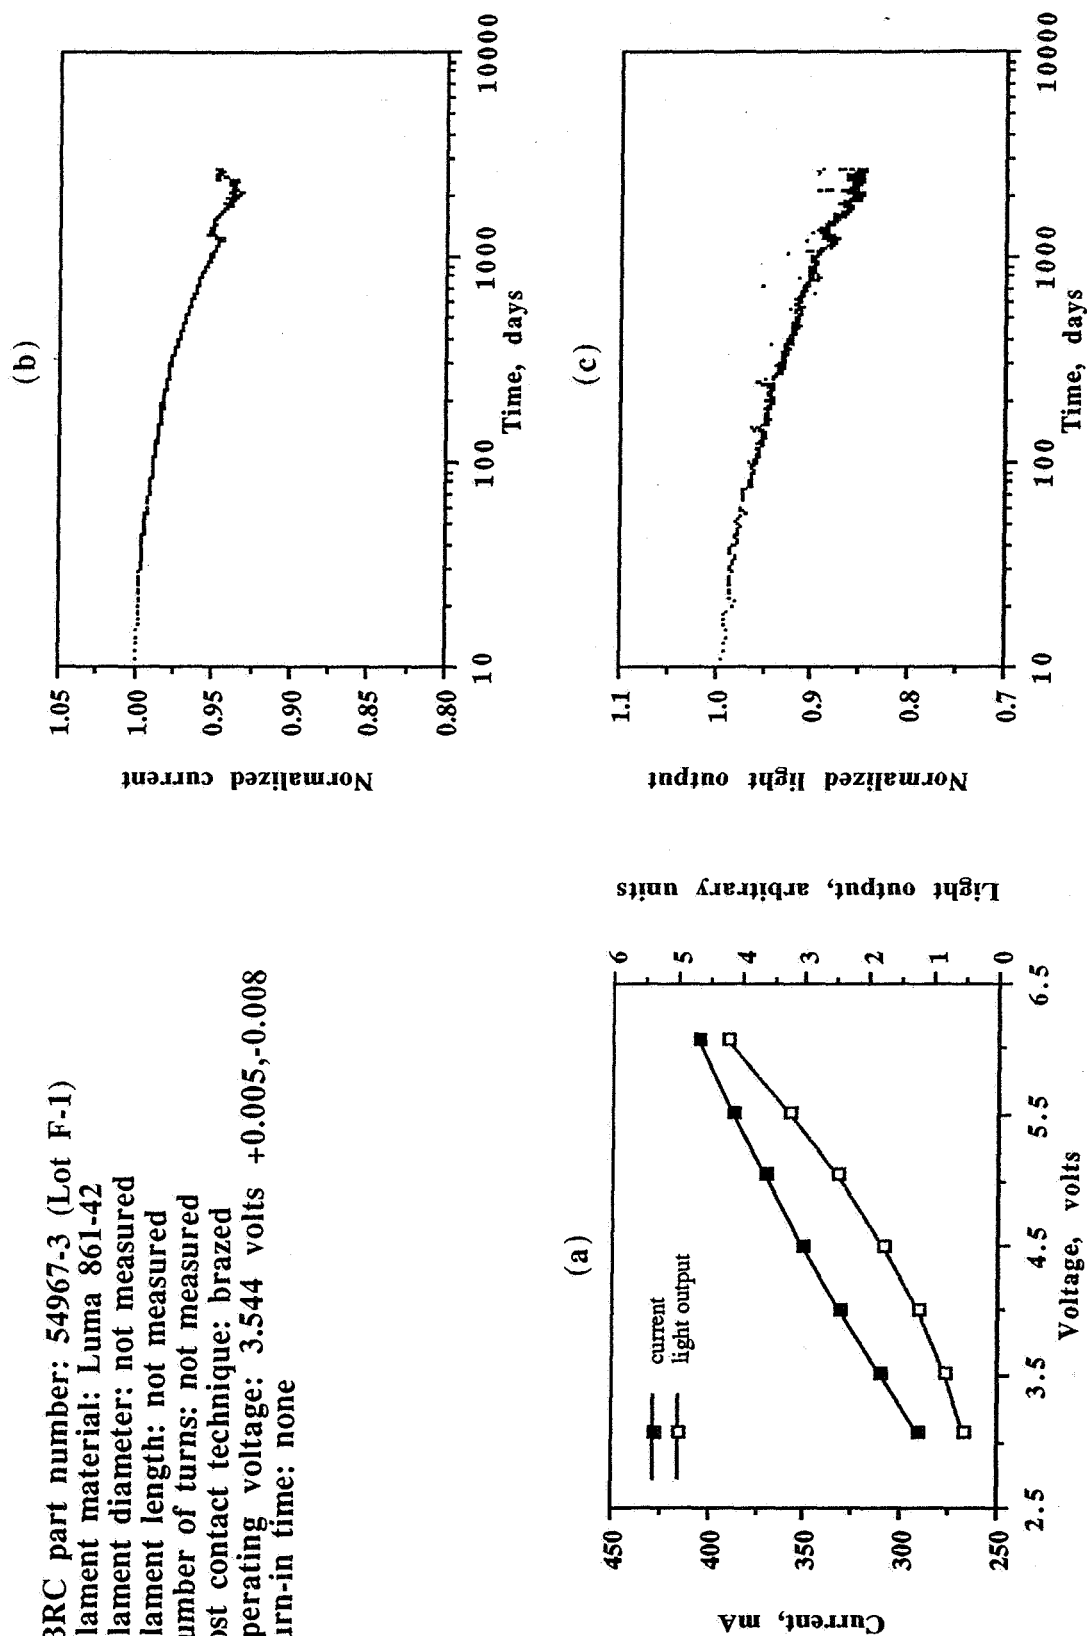 BRC part number: 54967-3 (Lot F-1)
lament material: Luma 861-42
lament diameter: not measured
lament length: not measured
umber of turns: not measured
ost contact technique: brazed
perating voltage: 3.544 volts +0.005,-0.008
urn-in time: none
(a)
current
light output
450
400
350
300
250
Current, mA
6
5
4
3
2
1
0
Light output, arbitrary units
2.5
3.5
4.5
5.5
6.5
Voltage, volts
(b)
1.05
1.00
0.95
0.90
0.85
0.80
Normalized current
10
100
1000
10000
Time, days
(c)
1.1
1.0
0.9
0.8
0.7
Normalized light output
10
100
1000
10000
Time, days